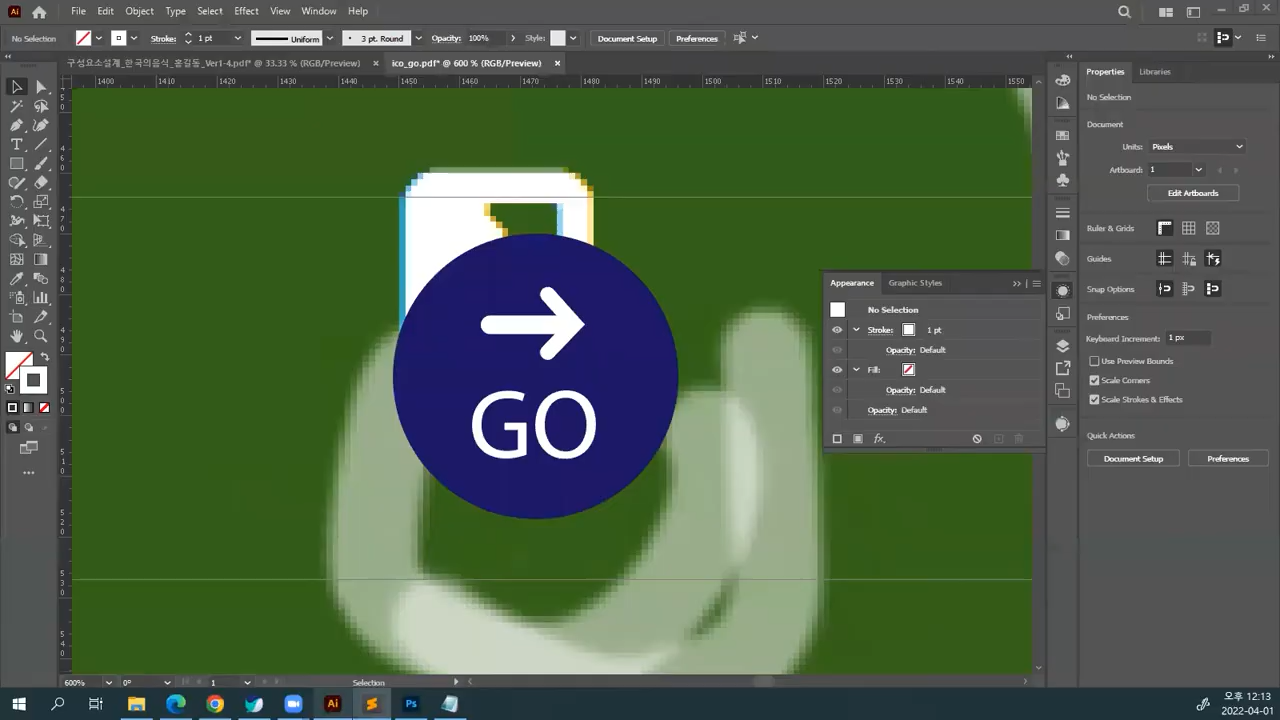 Ai File Edit Object Type Select Effect View Window Help
No Selection Stroke: 1 pt Uniform 3 pt. Round Opacity: 100% Style: Document Setup Preferences
구성요소설계_한국의음식_홍길동_Ver1-4.pdf* @ 33.33 % (RGB/Preview) × ico_go.pdf* @ 600 % (RGB/Preview) ×
1400 1410 1420 1430 1440 1450 1460 1470 1480 1490 1500 1510 1520 1530 1540 1550
Properties Libraries
No Selection
Document
Units: Pixels
Artboard: 1
Edit Artboards
Ruler & Grids
Guides
Snap Options
Preferences
Keyboard Increment: 1 px
Use Preview Bounds
Scale Corners
Scale Strokes & Effects
Quick Actions
Document Setup Preferences
Appearance Graphic Styles
No Selection
Stroke: 1 pt
Opacity: Default
Fill:
Opacity: Default
Opacity: Default
fx
GO
600% 0° 1 Selection
Ai Ps
오후 12:13
2022-04-01